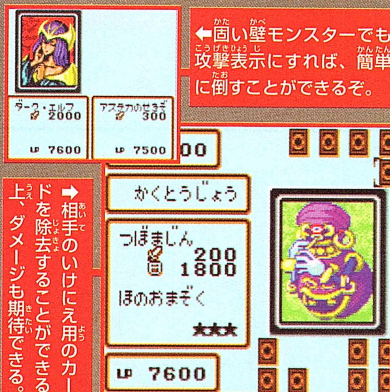 ←固い壁モンスターでも
攻撃表示にすれば、簡単
に倒すことができるぞ。
ダーク・エルフ
2000
アステカのせきぞ
300
LP 7600
LP 7500
00
かくとうじょう
つぼまじん
200
1800
ほのおまぞく
★★★
LP 7600
➡相手のいけにえ用のカー
ドを除去することができる
上、ダメージも期待できる。